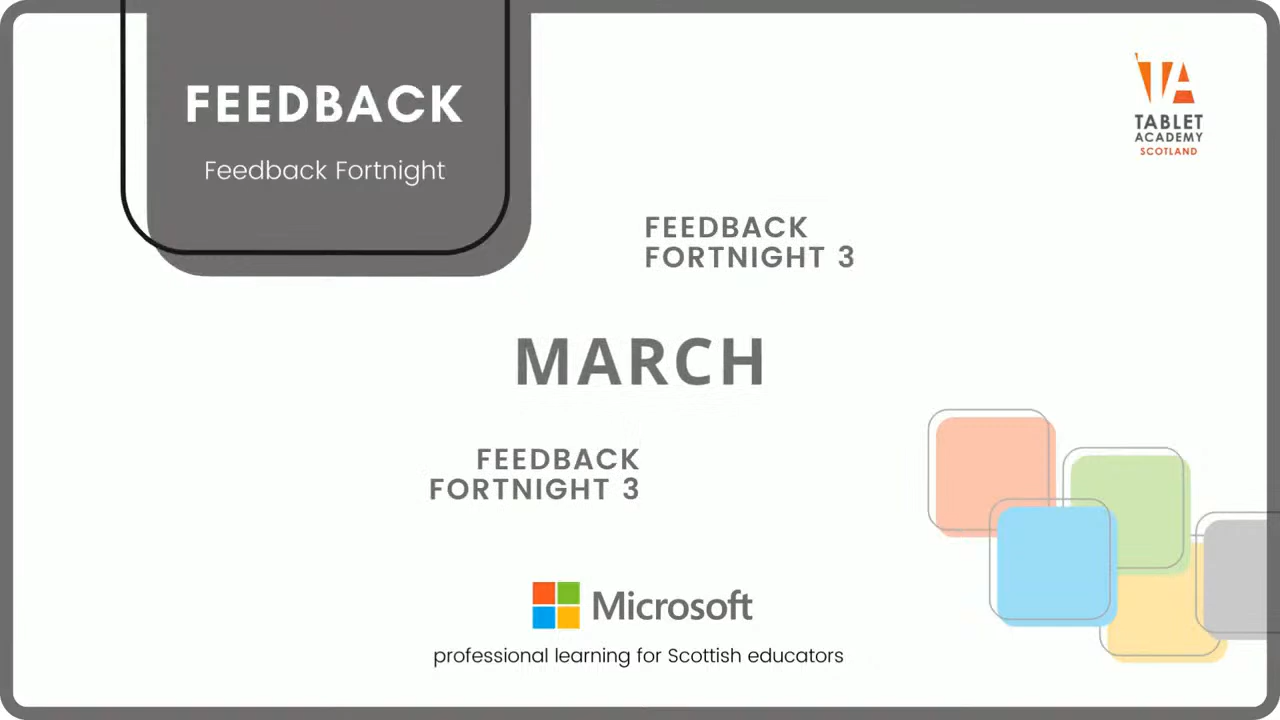 FEEDBACK
Feedback Fortnight
TABLET
ACADEMY
SCOTLAND
FEEDBACK
FORTNIGHT 3
MARCH
FEEDBACK
FORTNIGHT 3
Microsoft
professional learning for Scottish educators